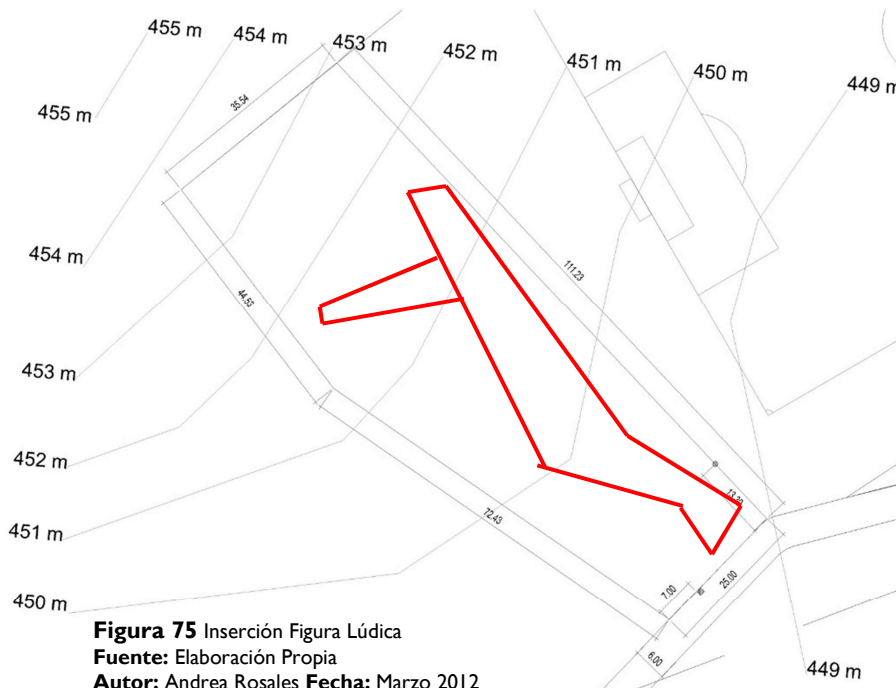 455 m
454 m
453 m
452 m
451 m
450 m
449 m
35.54
455 m
111.23
454 m
44.53
453 m
452 m
13.39
72.43
451 m
25.00
7.00
450 m
6.00
449 m
Figura 75 Inserción Figura Lúdica
Fuente: Elaboración Propia
Autor: Andrea Rosales Fecha: Marzo 2012